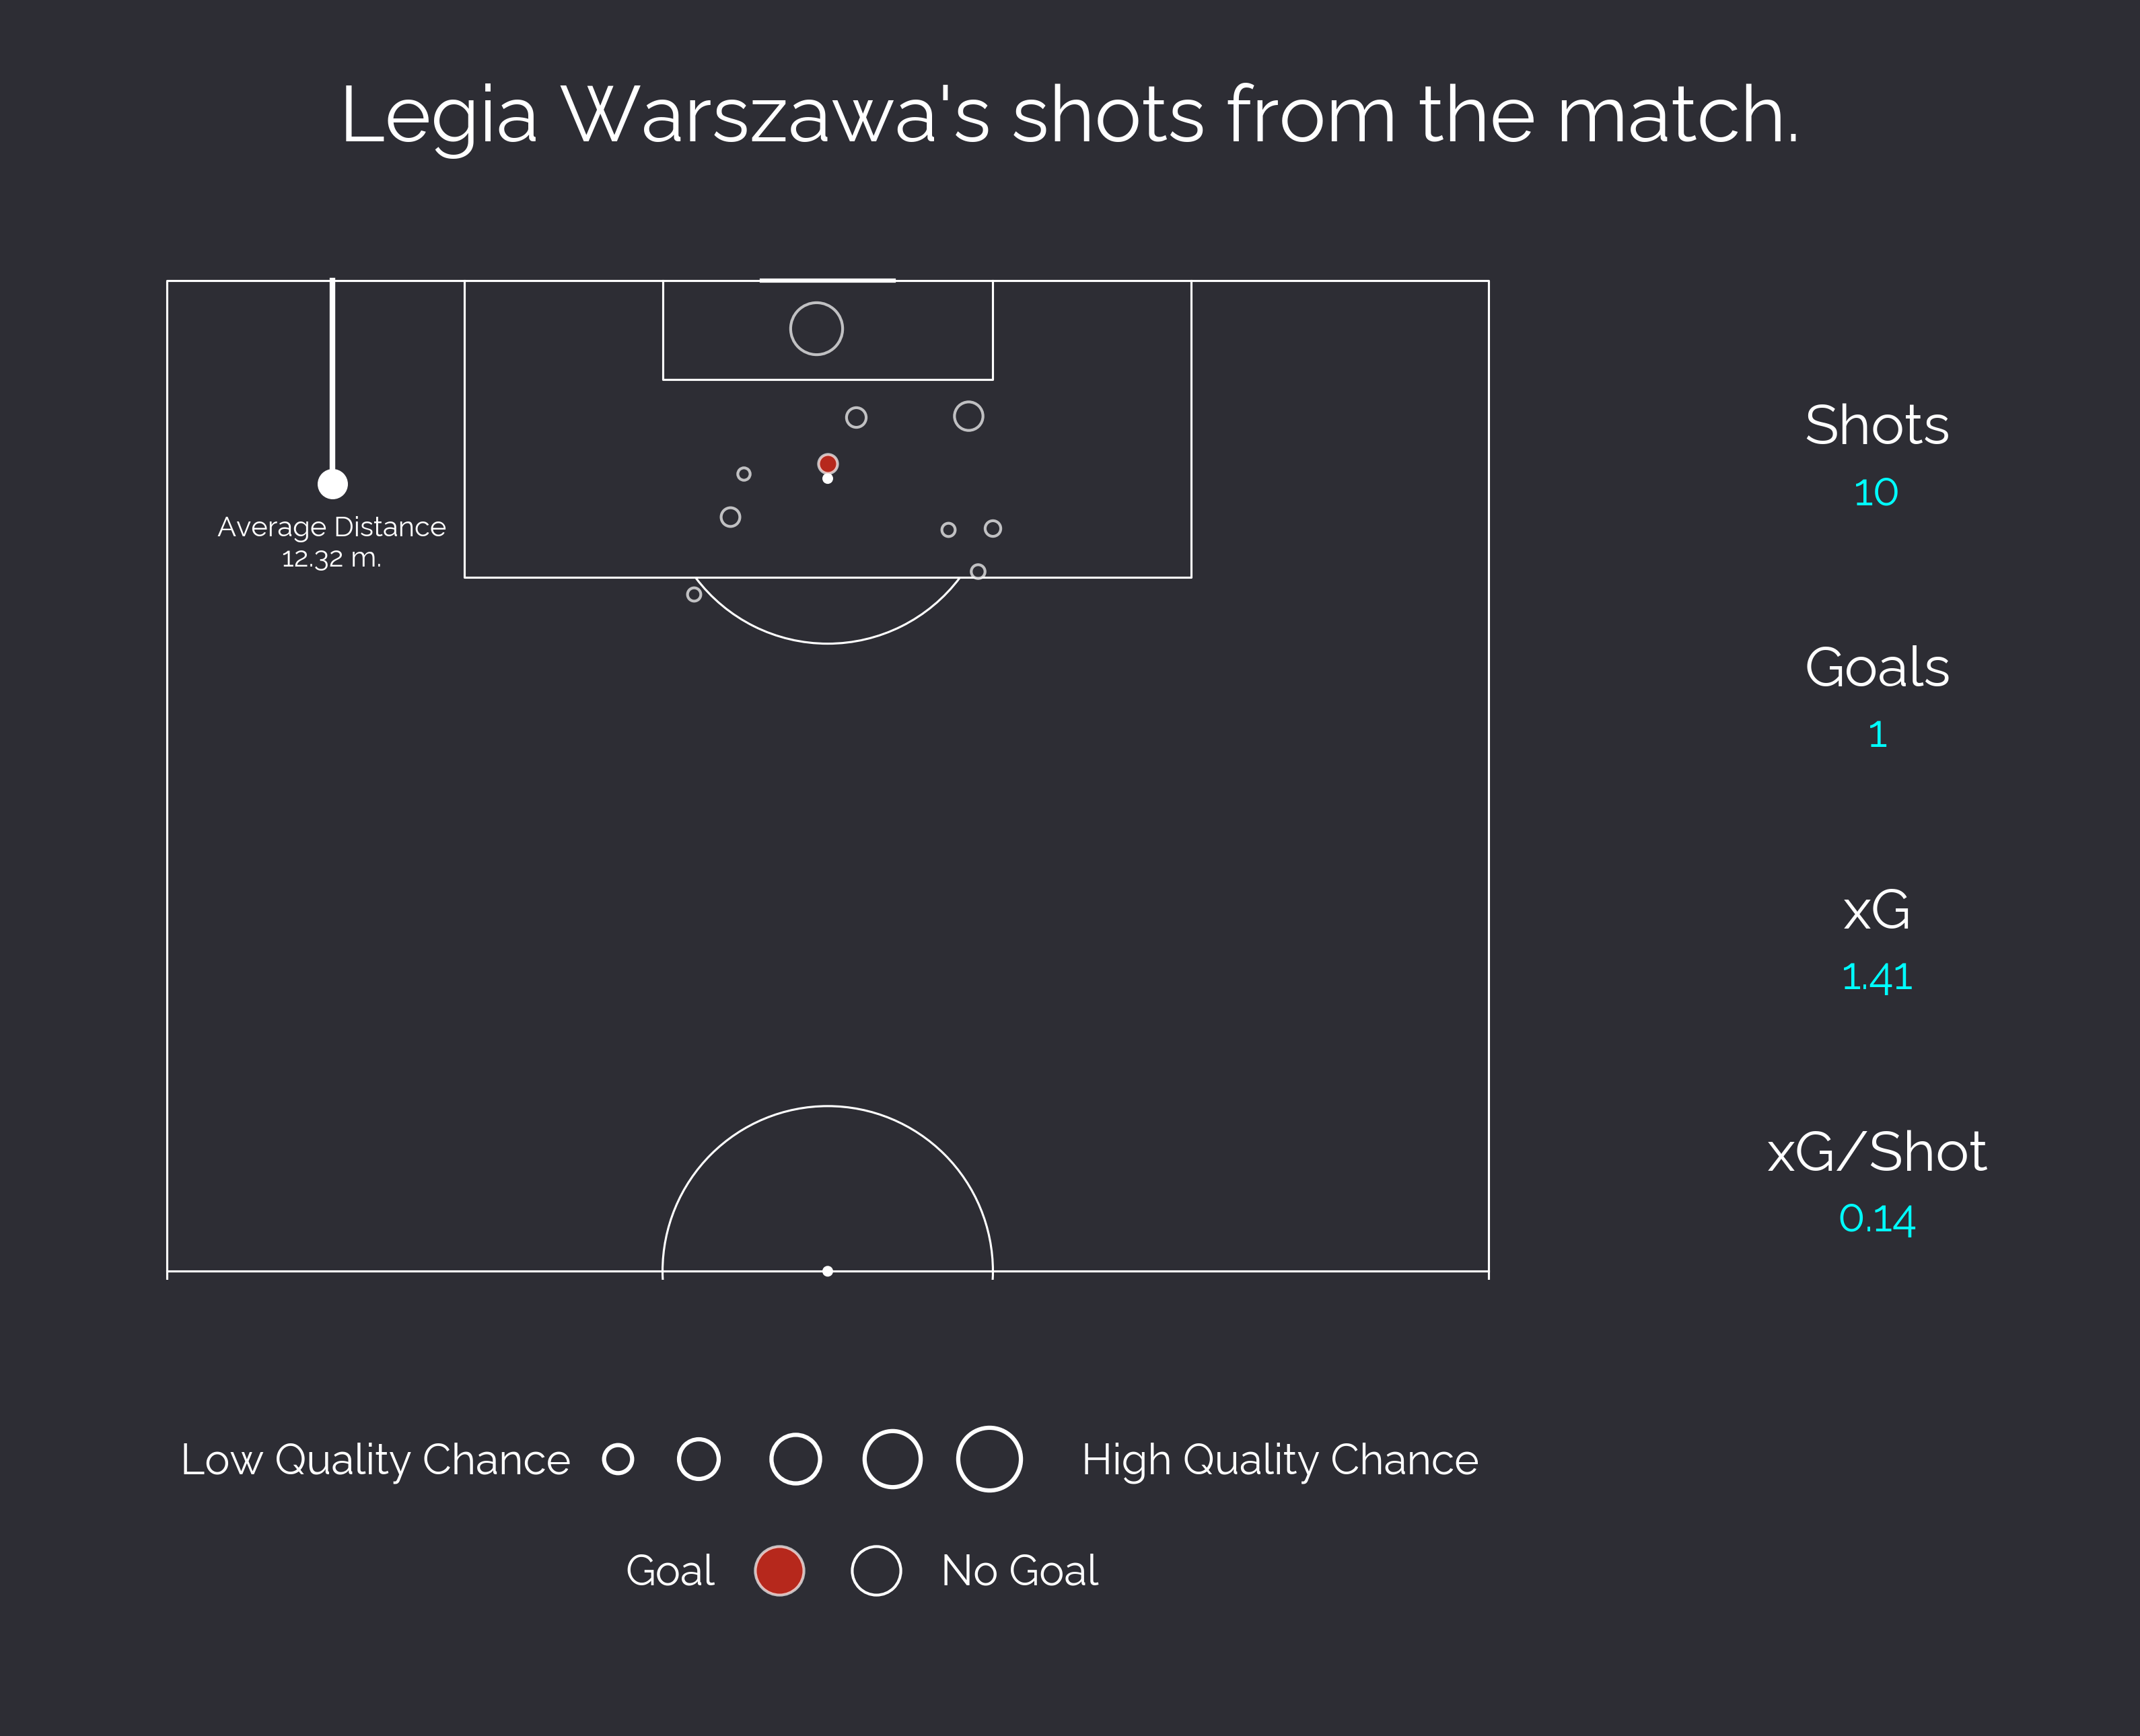 Legia Warszawa's shots from the match.
Average Distance
12.32 m.
Shots
10
Goals
1
xG
1.41
xG/Shot
0.14
Low Quality Chance
High Quality Chance
Goal
No Goal